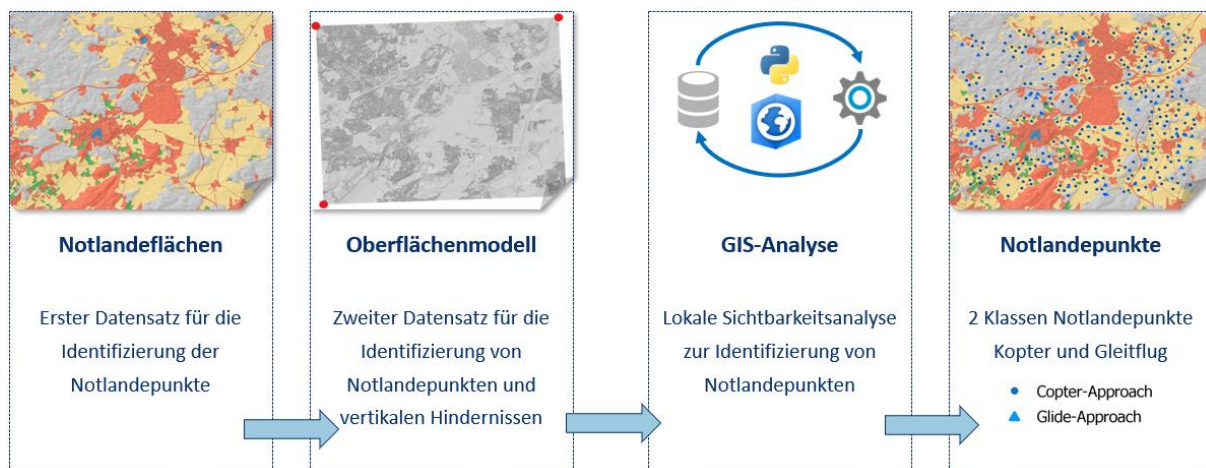 Notlandeflächen
Erster Datensatz für die
Identifizierung der
Notlandepunkte
Oberflächenmodell
Zweiter Datensatz für die
Identifizierung von
Notlandepunkten und
vertikalen Hindernissen
GIS-Analyse
Lokale Sichtbarkeitsanalyse
zur Identifizierung von
Notlandepunkten
Notlandepunkte
2 Klassen Notlandepunkte
Kopter und Gleitflug
Copter-Approach
Glide-Approach